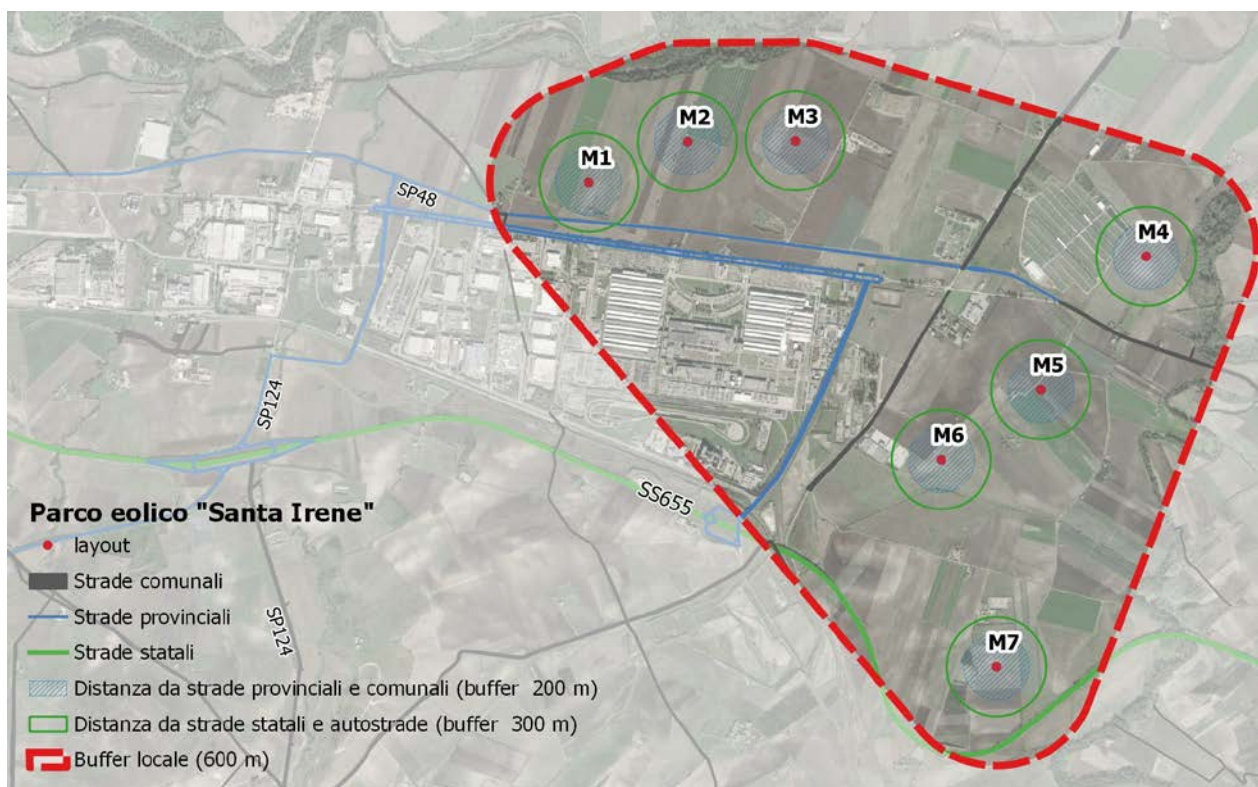 M1
M2
M3
M4
M5
M6
M7
SP48
SP124
SS655
SP124
Parco eolico "Santa Irene"
layout
Strade comunali
Strade provinciali
Strade statali
Distanza da strade provinciali e comunali (buffer 200 m)
Distanza da strade statali e autostrade (buffer 300 m)
Buffer locale (600 m)